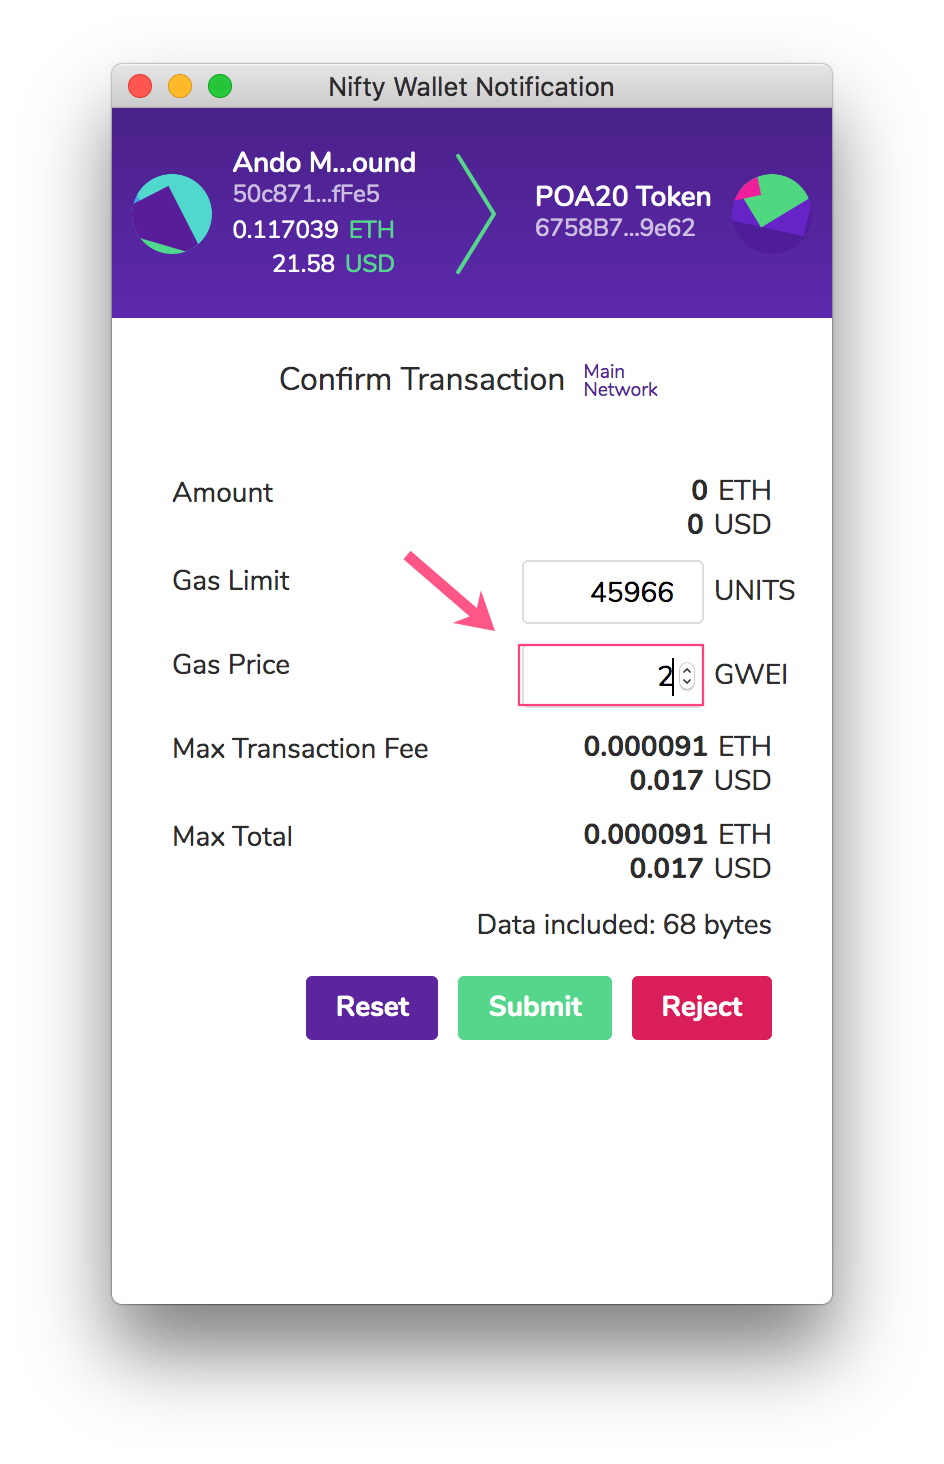 Nifty Wallet Notification
Ando M...ound
50c871...fFe5
0.117039 ETH
21.58 USD
POA20 Token
6758B7...9e62
Confirm Transaction
Main
Network
Amount
0 ETH
0 USD
Gas Limit
45966 UNITS
Gas Price
2 GWEI
Max Transaction Fee
0.000091 ETH
0.017 USD
Max Total
0.000091 ETH
0.017 USD
Data included: 68 bytes
Reset
Submit
Reject